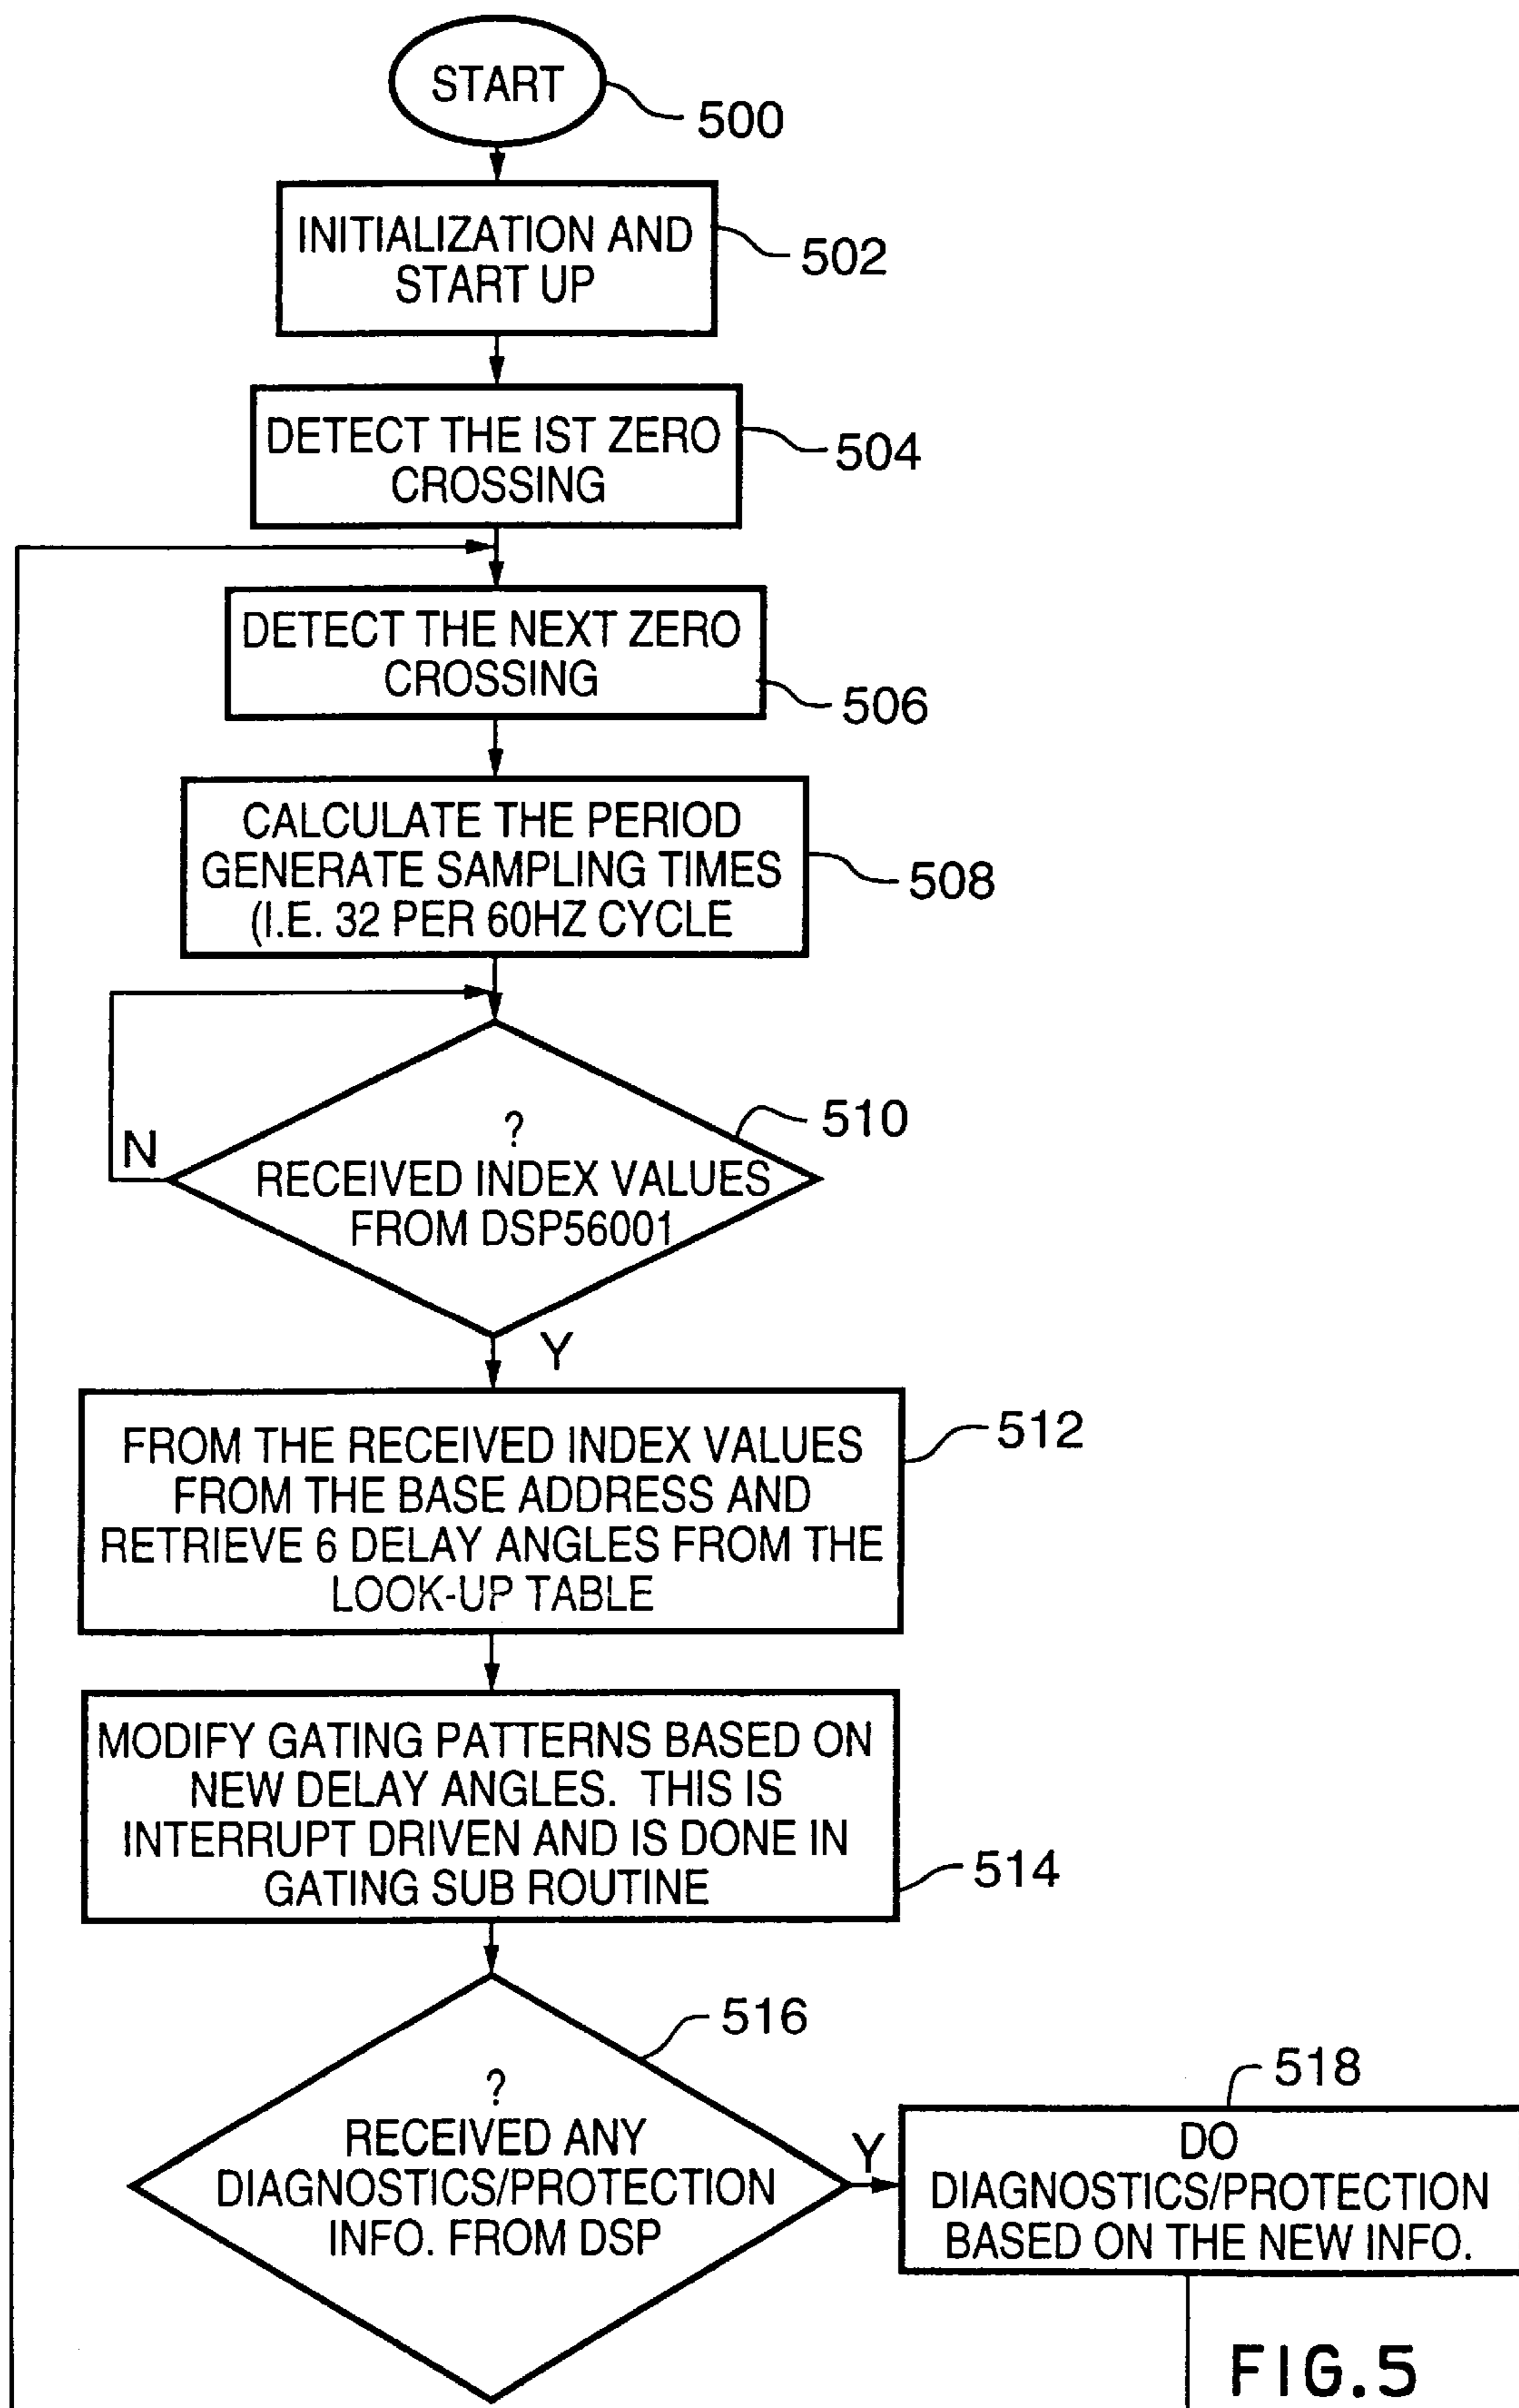 START
500
INITIALIZATION AND
START UP
502
DETECT THE IST ZERO
CROSSING
504
DETECT THE NEXT ZERO
CROSSING
506
CALCULATE THE PERIOD
GENERATE SAMPLING TIMES
(I.E. 32 PER 60HZ CYCLE
508
?
RECEIVED INDEX VALUES
FROM DSP56001
510
N
Y
FROM THE RECEIVED INDEX VALUES
FROM THE BASE ADDRESS AND
RETRIEVE 6 DELAY ANGLES FROM THE
LOOK-UP TABLE
512
MODIFY GATING PATTERNS BASED ON
NEW DELAY ANGLES. THIS IS
INTERRUPT DRIVEN AND IS DONE IN
GATING SUB ROUTINE
514
?
RECEIVED ANY
DIAGNOSTICS/PROTECTION
INFO. FROM DSP
516
Y
DO
DIAGNOSTICS/PROTECTION
BASED ON THE NEW INFO.
518
FIG.5